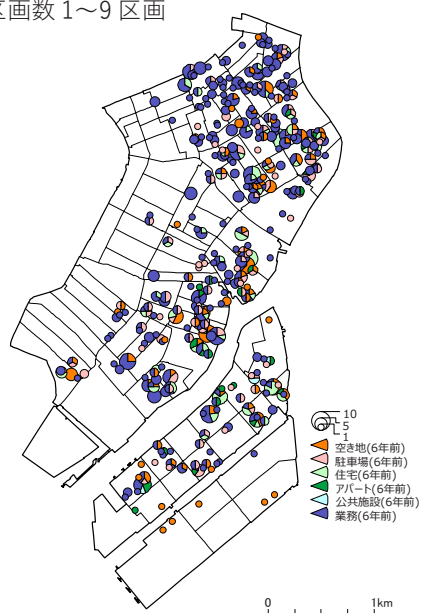 区画数 1～9 区画
10
5
1
空き地(6年前)
駐車場(6年前)
住宅(6年前)
アパート(6年前)
公共施設(6年前)
業務(6年前)
0 1km